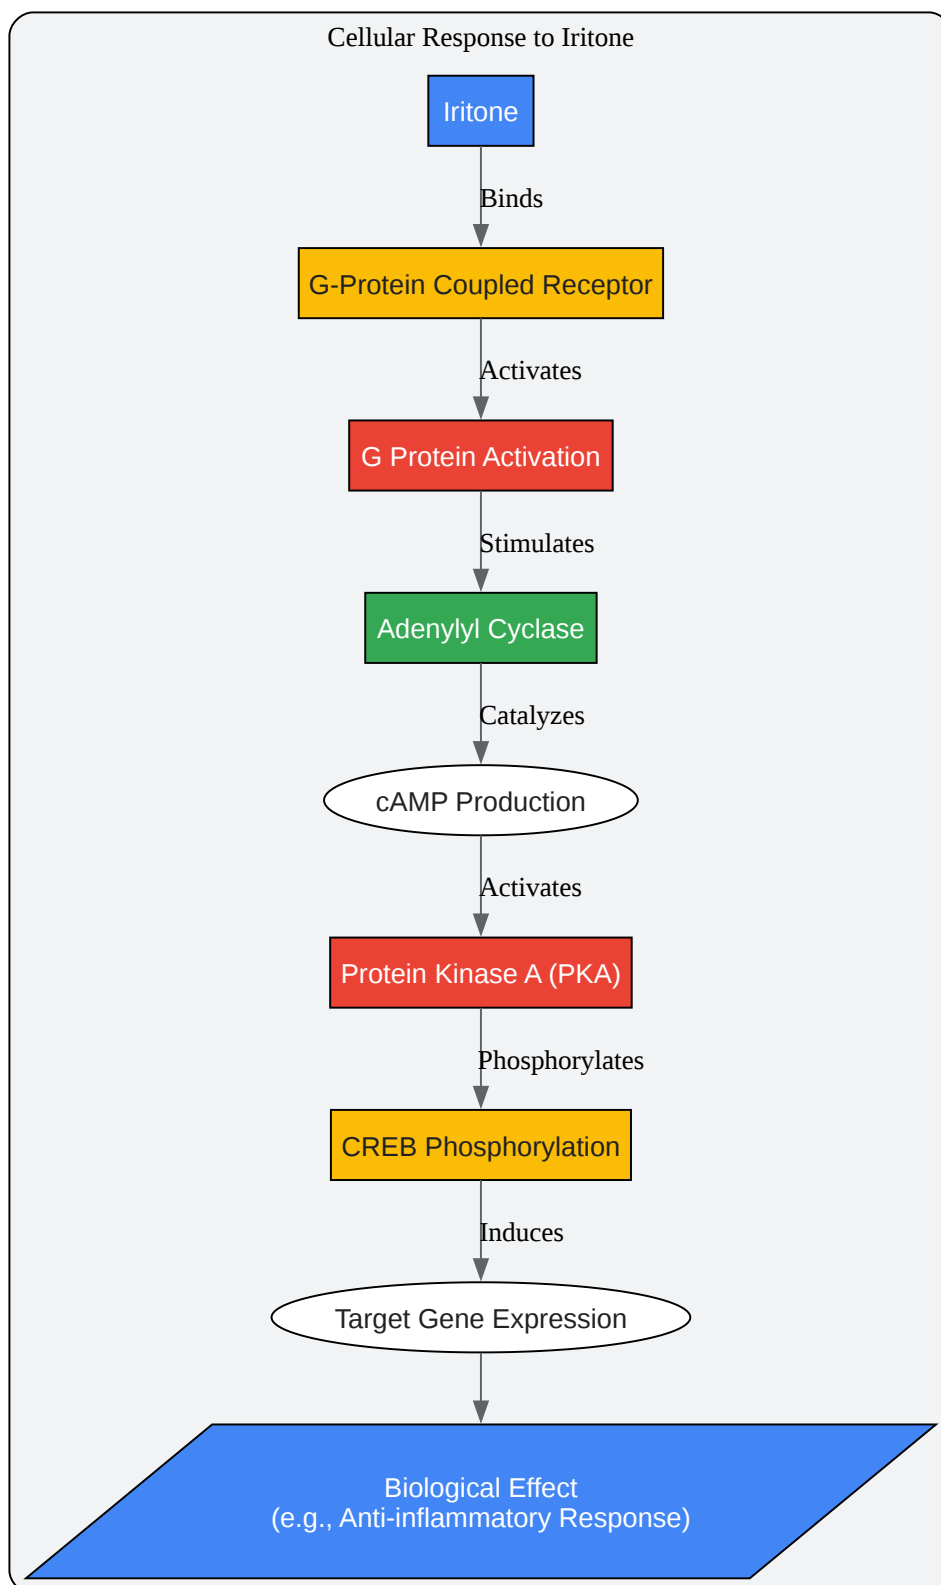 Cellular Response to Iritone
Iritone
Binds
G-Protein Coupled Receptor
Activates
G Protein Activation
Stimulates
Adenylyl Cyclase
Catalyzes
cAMP Production
Activates
Protein Kinase A (PKA)
Phosphorylates
CREB Phosphorylation
Induces
Target Gene Expression
Biological Effect
(e.g., Anti-inflammatory Response)